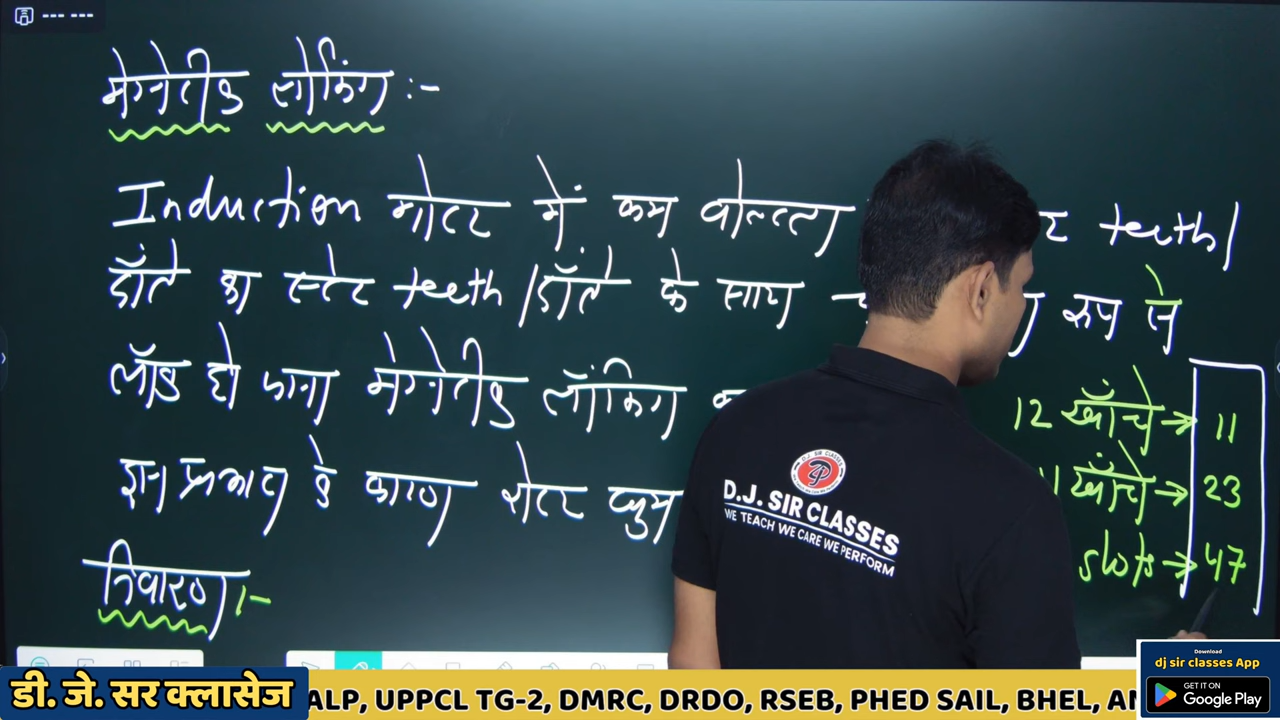 मेग्नेटीक लोकिंग :-
Induction मोटर में कम वोल्टता teeth/
दाँते का स्टेटर teeth / दाँते के साथ रूप से
लॉक हो जाना मेग्नेटीक लॉकिंग
इस प्रभाव के कारण रोटर घुम
निवारण :-
12 खाँचे → 11
खाँचे → 23
slots → 47
D.J. SIR CLASSES
D.J. SIR CLASSES
WE TEACH WE CARE WE PERFORM
डी. जे. सर क्लासेज
ALP, UPPCL TG-2, DMRC, DRDO, RSEB, PHED SAIL, BHEL,
Download
dj sir classes App
GET IT ON
Google Play